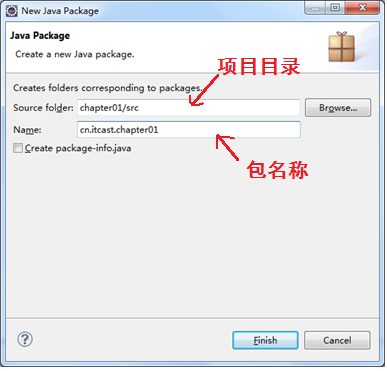 New Java Package
Java Package
Create a new Java package.
Creates folders corresponding to packages.
项目目录
Source folder: chapter01/src Browse...
Name: cn.itcast.chapter01
Create package-info.java
包名称
? Finish Cancel